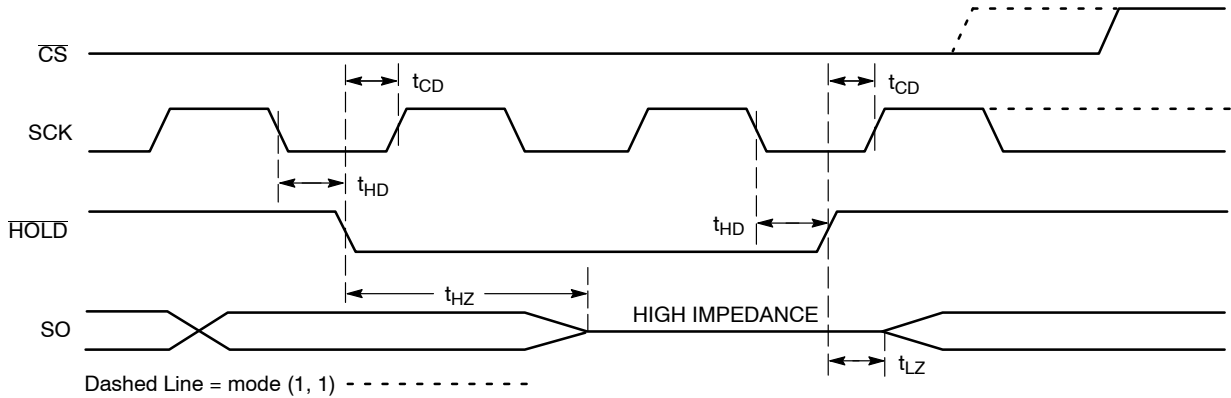 CS
tCD
tCD
SCK
tHD
HOLD
tHD
tHZ
HIGH IMPEDANCE
SO
tLZ
Dashed Line = mode (1, 1)